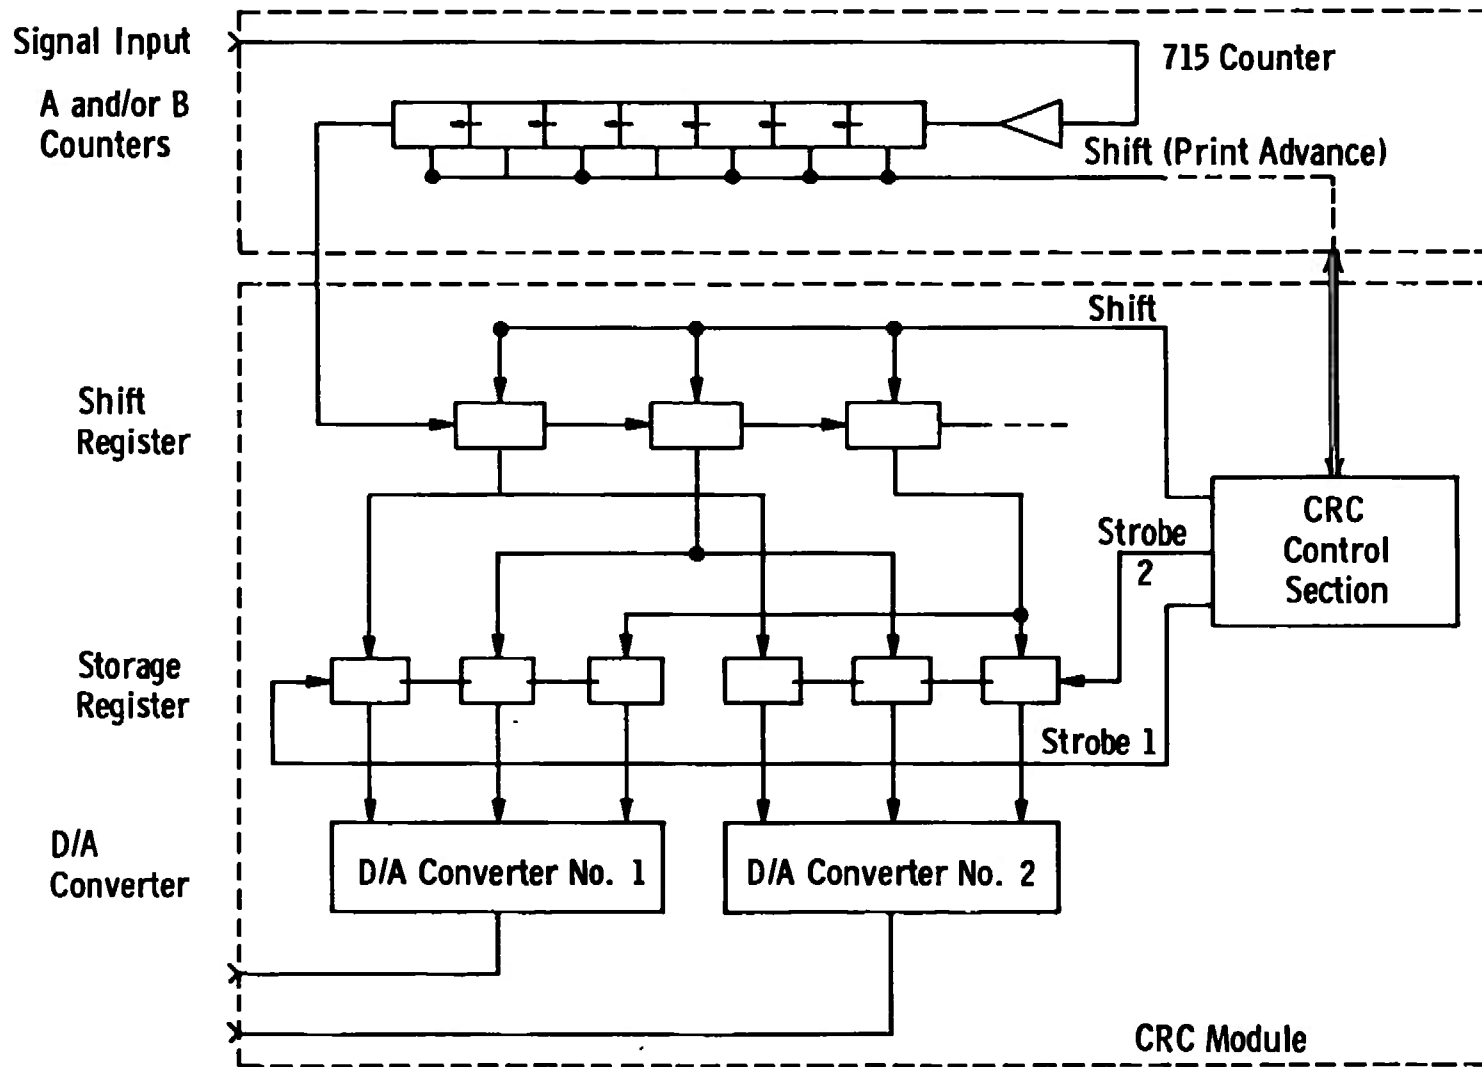 Signal Input
715 Counter
A and/or B
Counters
Shift (Print Advance)
Shift
Shift
Register
CRC
Control
Section
Strobe
2
Storage
Register
Strobe 1
D/A
Converter
D/A Converter No. 1
D/A Converter No. 2
CRC Module